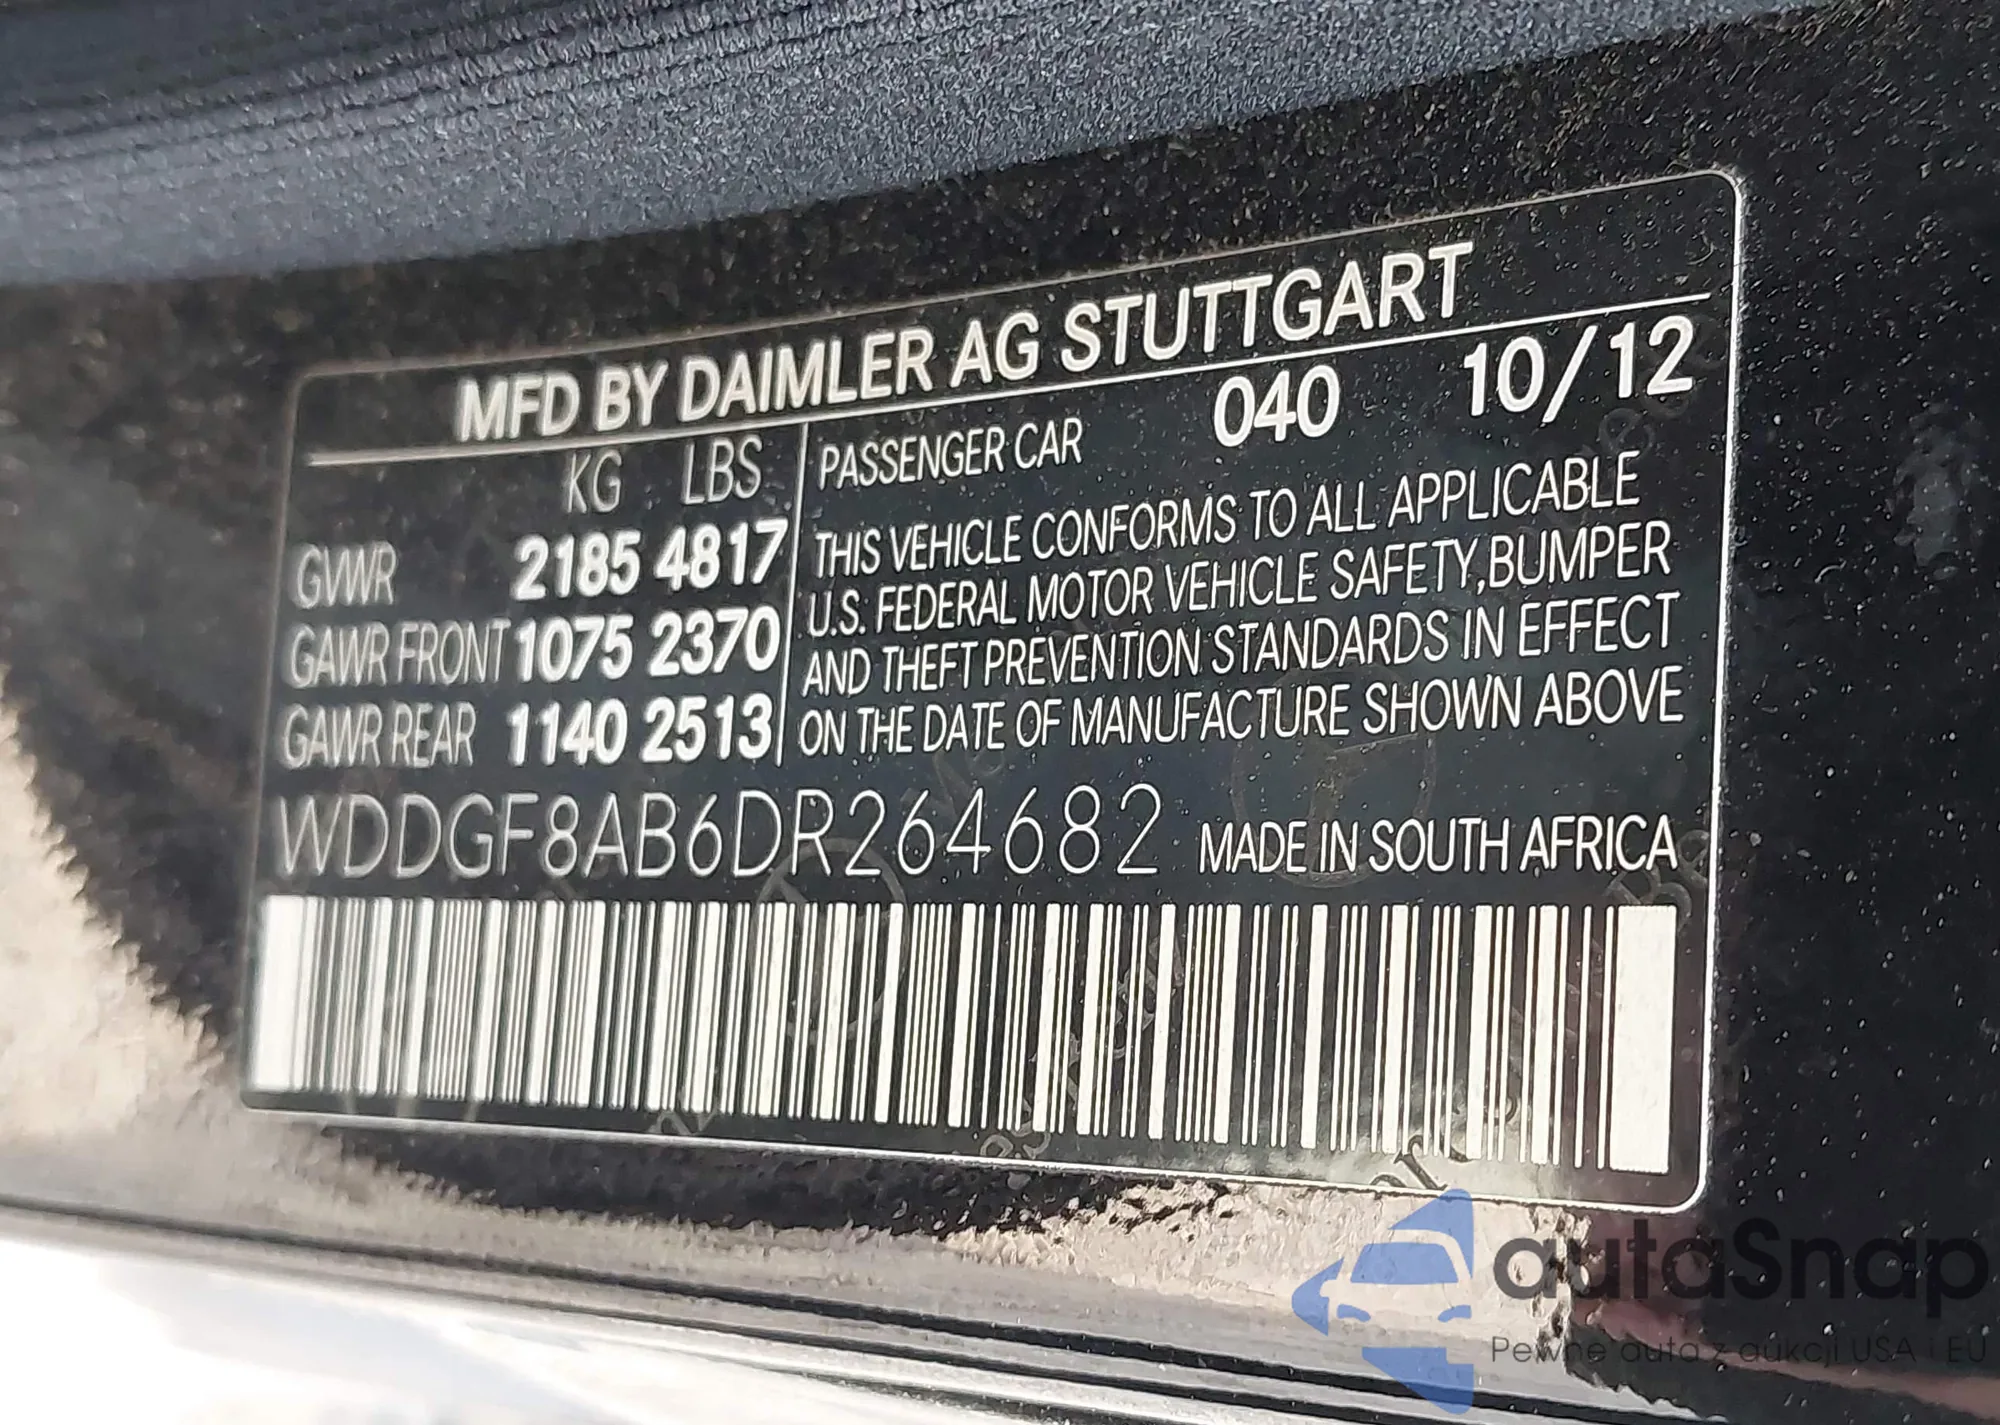 MFD BY DAIMLER AG STUTTGART
KG LBS
GVWR 2185 4817
GAWR FRONT 1075 2370
GAWR REAR 1140 2513
PASSENGER CAR 040 10/12
THIS VEHICLE CONFORMS TO ALL APPLICABLE
U.S. FEDERAL MOTOR VEHICLE SAFETY,BUMPER
AND THEFT PREVENTION STANDARDS IN EFFECT
ON THE DATE OF MANUFACTURE SHOWN ABOVE
WDDGF8AB6DR264682 MADE IN SOUTH AFRICA
autaSnap
Pewne auta z aukcji USA i EU